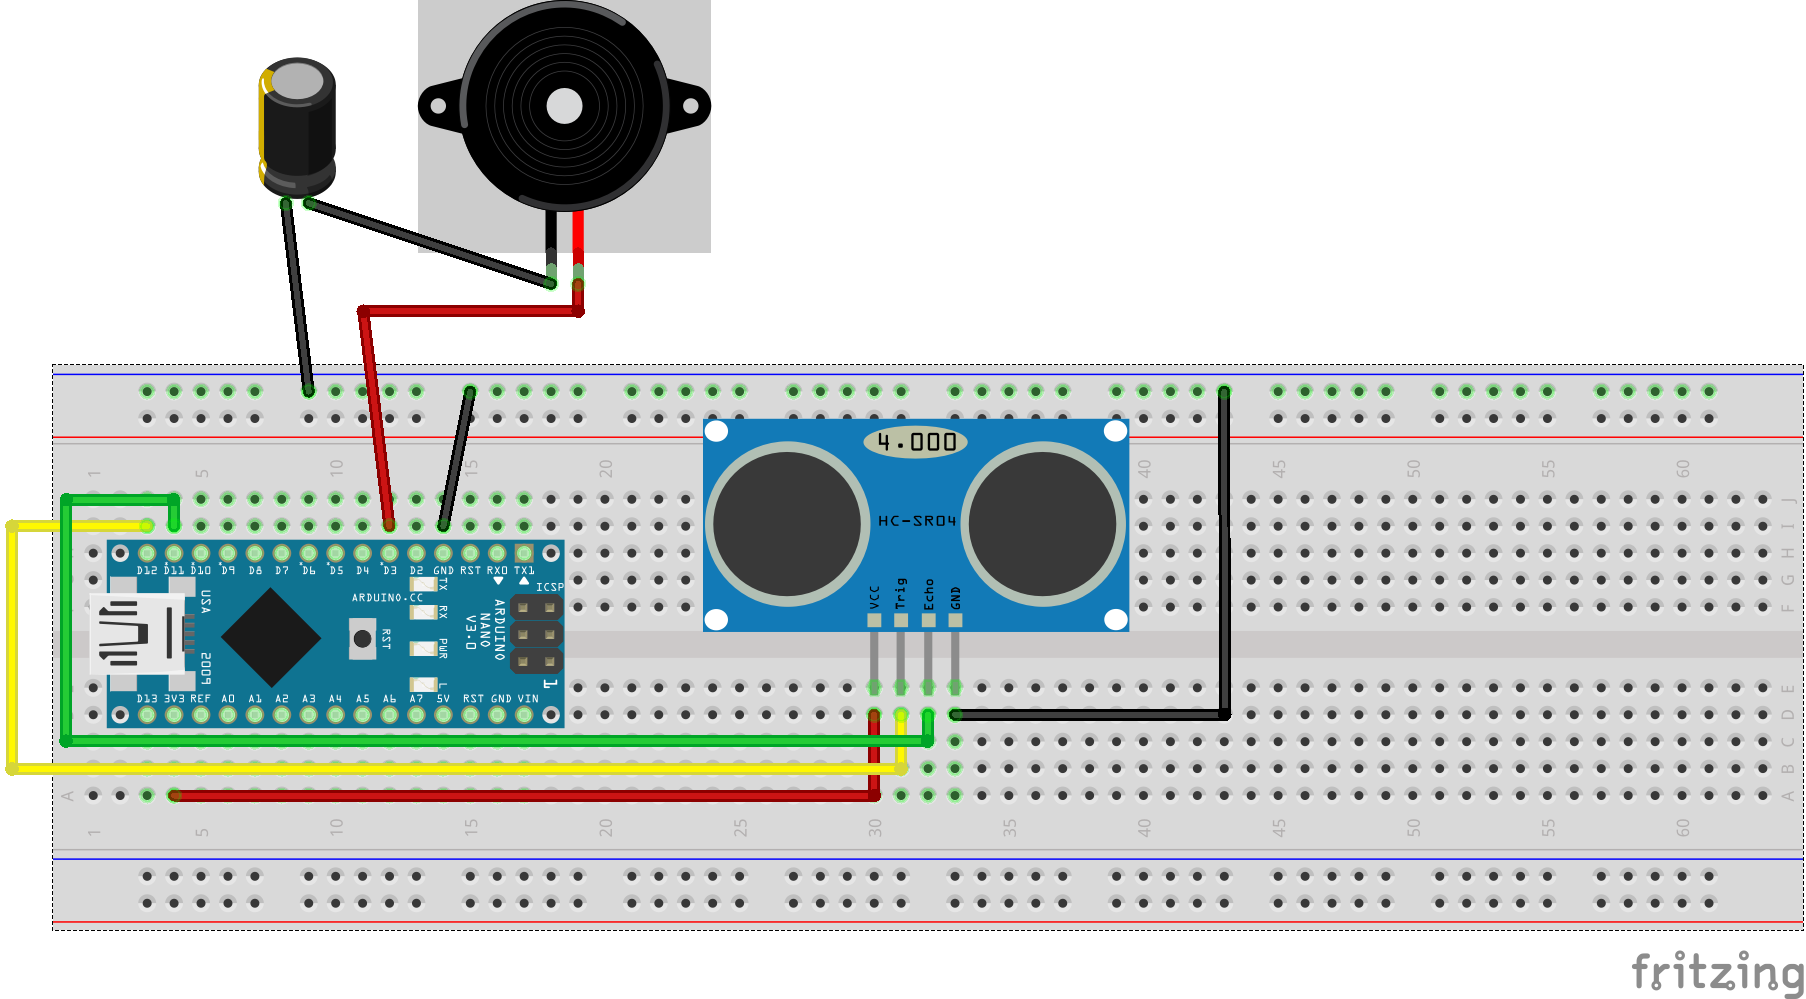 4.000
HC-SR04
VCC Trig Echo GND
1 5 10 15 20 40 45 50 55 60
J
I
H
G
F
D12 D11 D10 D9 D8 D7 D6 D5 D4 D3 D2 GND RST RX0 TX1
ICSP
TX
RX
PWR
L
ARDUINO.CC
RST
ARDUINO
NANO
V3.0
USA
2009
1
D13 3V3 REF A0 A1 A2 A3 A4 A5 A6 A7 5V RST GND VIN
E
D
C
B
A A
1 5 10 15 20 25 30 35 40 45 50 55 60
fritzing